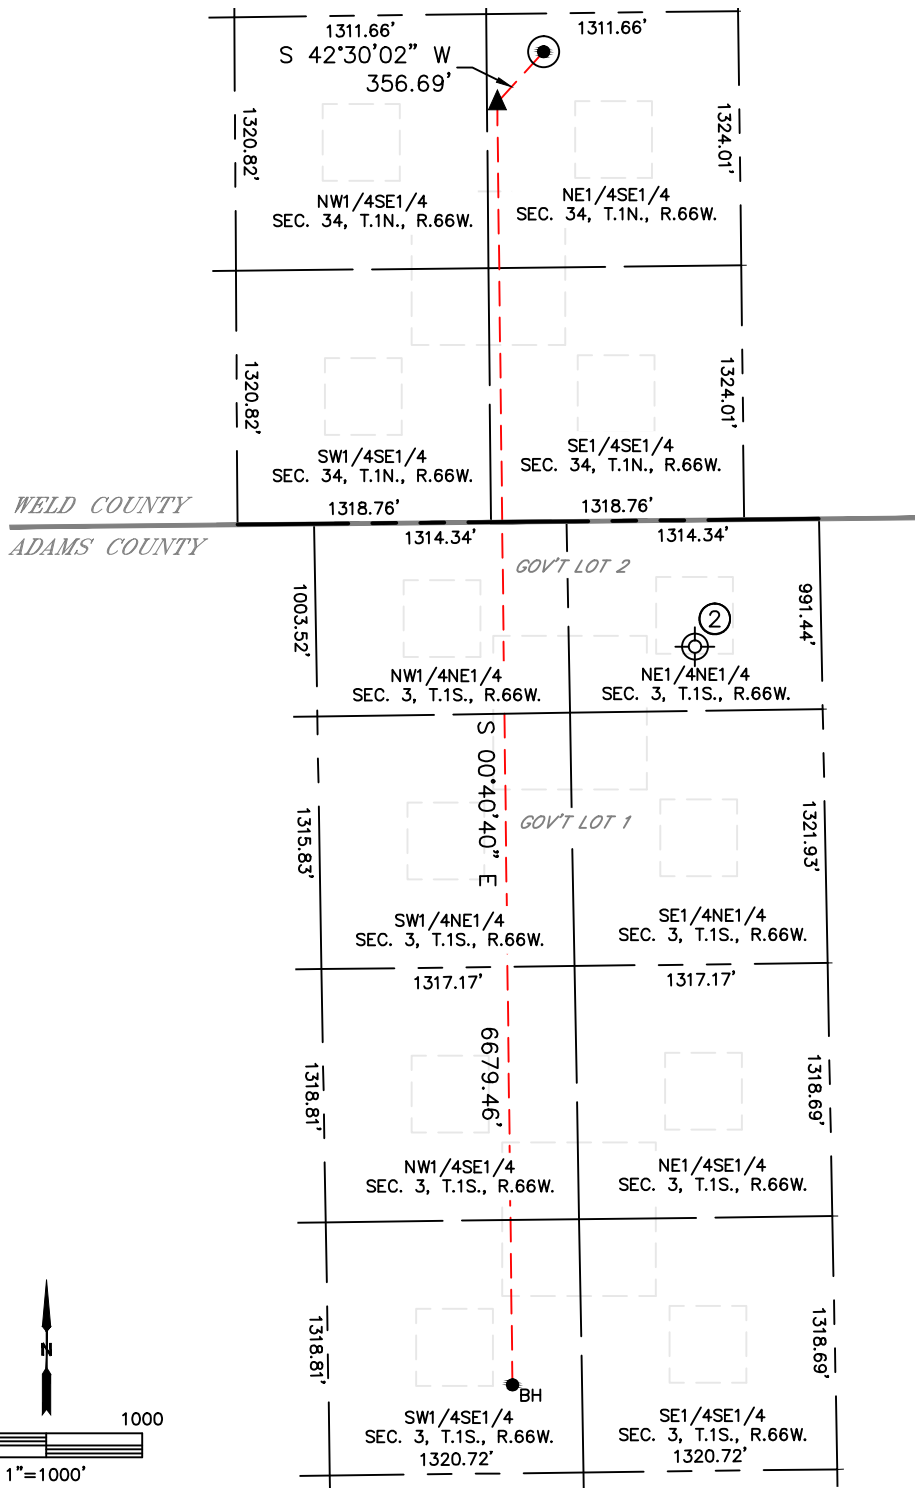 1311.66'
1311.66'
S 42°30'02" W
356.69'
1320.82'
1324.01'
NW1/4SE1/4
SEC. 34, T.1N., R.66W.
NE1/4SE1/4
SEC. 34, T.1N., R.66W.
1320.82'
1324.01'
SW1/4SE1/4
SEC. 34, T.1N., R.66W.
SE1/4SE1/4
SEC. 34, T.1N., R.66W.
1318.76'
1318.76'
WELD COUNTY
ADAMS COUNTY
1314.34'
1314.34'
GOV'T LOT 2
1003.52'
991.44'
2
NW1/4NE1/4
SEC. 3, T.1S., R.66W.
NE1/4NE1/4
SEC. 3, T.1S., R.66W.
S 00°40'40" E
1315.83'
1321.93'
GOV'T LOT 1
SW1/4NE1/4
SEC. 3, T.1S., R.66W.
SE1/4NE1/4
SEC. 3, T.1S., R.66W.
1317.17'
1317.17'
6679.46'
1318.81'
1318.69'
NW1/4SE1/4
SEC. 3, T.1S., R.66W.
NE1/4SE1/4
SEC. 3, T.1S., R.66W.
1318.81'
1318.69'
N
BH
SW1/4SE1/4
SEC. 3, T.1S., R.66W.
1320.72'
SE1/4SE1/4
SEC. 3, T.1S., R.66W.
1320.72'
1000
1"=1000'